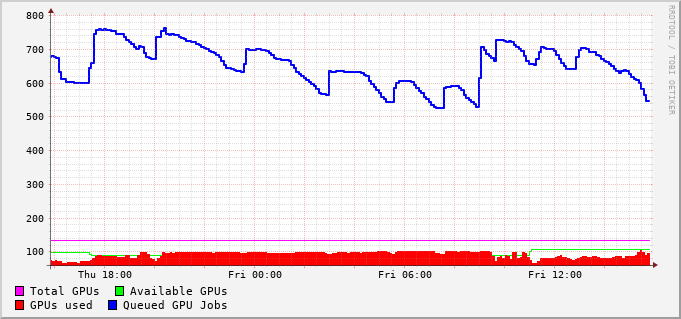 800
700
600
500
400
300
200
100
Thu 18:00 Fri 00:00 Fri 06:00 Fri 12:00
Total GPUs Available GPUs
GPUs used Queued GPU Jobs
RRDTOOL / TOBI OETIKER